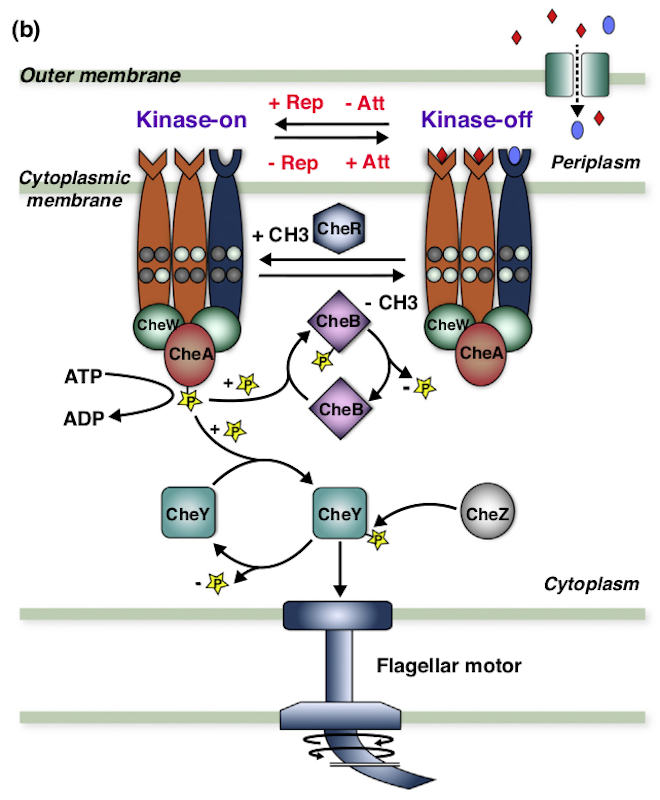 (b)
Outer membrane
+ Rep - Att
Kinase-on
Kinase-off
- Rep + Att
Periplasm
Cytoplasmic
membrane
+ CH3
CheR
- CH3
CheW
CheA
CheB
P
CheW
CheA
ATP
ADP
P
+ P
- P
CheB
+ P
CheY
CheY
P
CheZ
- P
Cytoplasm
Flagellar motor